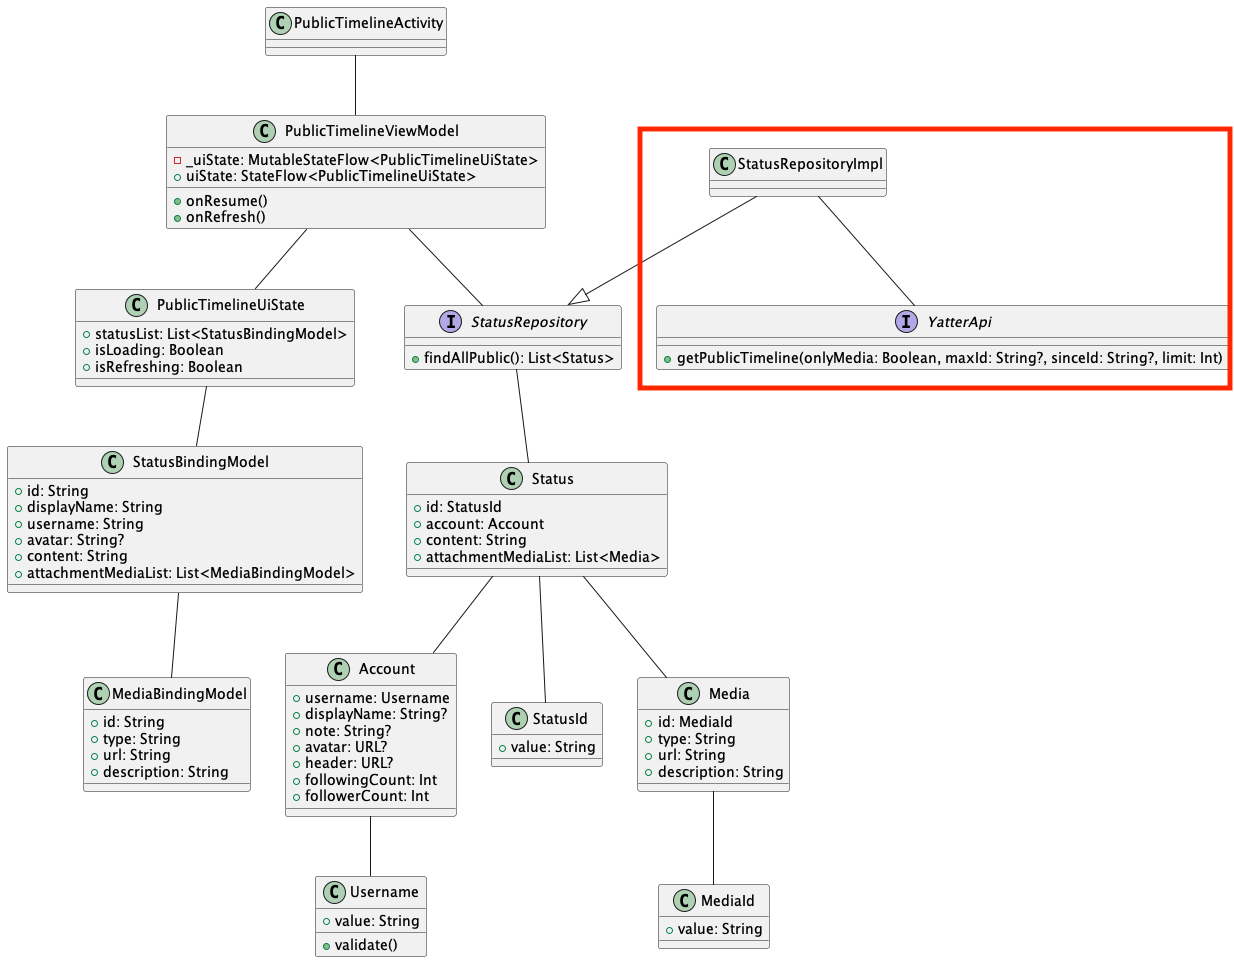 C PublicTimelineActivity
C PublicTimelineViewModel
_uiState: MutableStateFlow<PublicTimelineUiState>
uiState: StateFlow<PublicTimelineUiState>
onResume()
onRefresh()
C StatusRepositoryImpl
C PublicTimelineUiState
statusList: List<StatusBindingModel>
isLoading: Boolean
isRefreshing: Boolean
I StatusRepository
findAllPublic(): List<Status>
I YatterApi
getPublicTimeline(onlyMedia: Boolean, maxId: String?, sinceId: String?, limit: Int)
C StatusBindingModel
id: String
displayName: String
username: String
avatar: String?
content: String
attachmentMediaList: List<MediaBindingModel>
C Status
id: StatusId
account: Account
content: String
attachmentMediaList: List<Media>
C MediaBindingModel
id: String
type: String
url: String
description: String
C Account
username: Username
displayName: String?
note: String?
avatar: URL?
header: URL?
followingCount: Int
followerCount: Int
C StatusId
value: String
C Media
id: MediaId
type: String
url: String
description: String
C Username
value: String
validate()
C MediaId
value: String